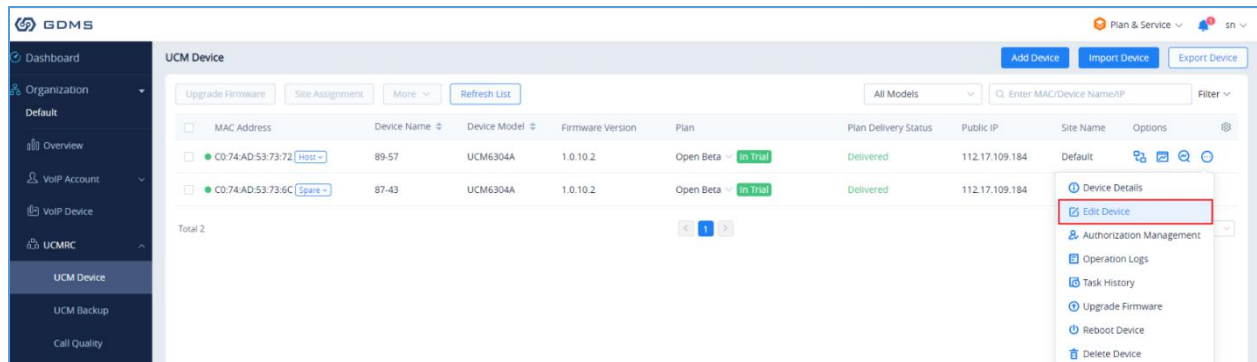 GDMS
Plan & Service
sn
Dashboard
Organization
Default
Overview
VoIP Account
VoIP Device
UCMRC
UCM Device
UCM Backup
Call Quality
UCM Device
Add Device
Import Device
Export Device
Upgrade Firmware
Site Assignment
More
Refresh List
All Models
Enter MAC/Device Name/IP
Filter
MAC Address Device Name Device Model Firmware Version Plan Plan Delivery Status Public IP Site Name Options
C0:74:AD:53:73:72 Host 89-57 UCM6304A 1.0.10.2 Open Beta In Trial Delivered 112.17.109.184 Default
C0:74:AD:53:73:6C Spare 87-43 UCM6304A 1.0.10.2 Open Beta In Trial Delivered 112.17.109.184
Total 2
1
Device Details
Edit Device
Authorization Management
Operation Logs
Task History
Upgrade Firmware
Reboot Device
Delete Device